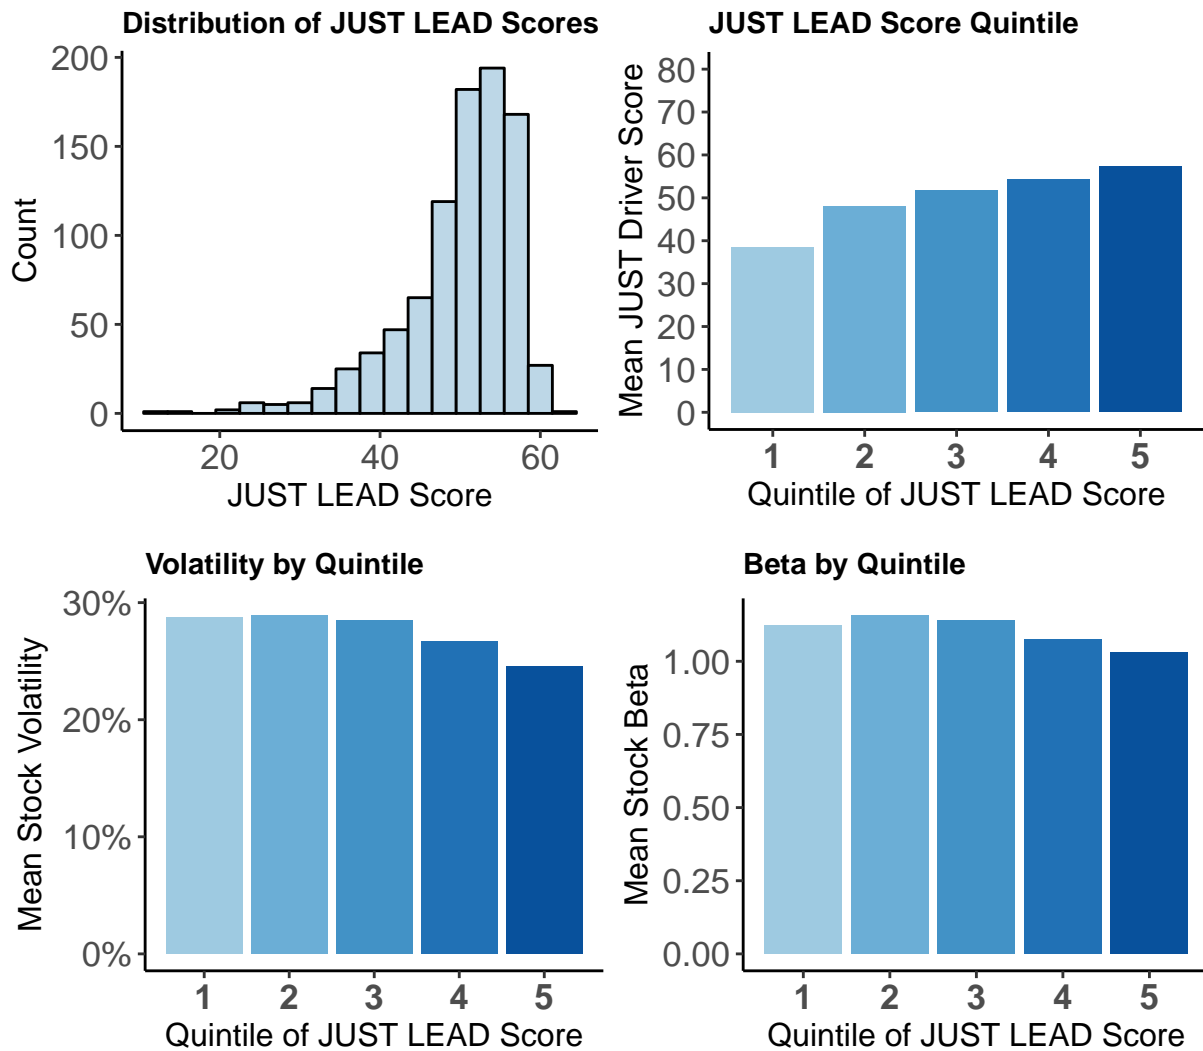 Distribution of JUST LEAD Scores
200
150
100
50
0
Count
20 40 60
JUST LEAD Score
JUST LEAD Score Quintile
80
70
60
50
40
30
20
10
0
Mean JUST Driver Score
1 2 3 4 5
Quintile of JUST LEAD Score
Volatility by Quintile
30%
20%
10%
0%
Mean Stock Volatility
1 2 3 4 5
Quintile of JUST LEAD Score
Beta by Quintile
1.00
0.75
0.50
0.25
0.00
Mean Stock Beta
1 2 3 4 5
Quintile of JUST LEAD Score